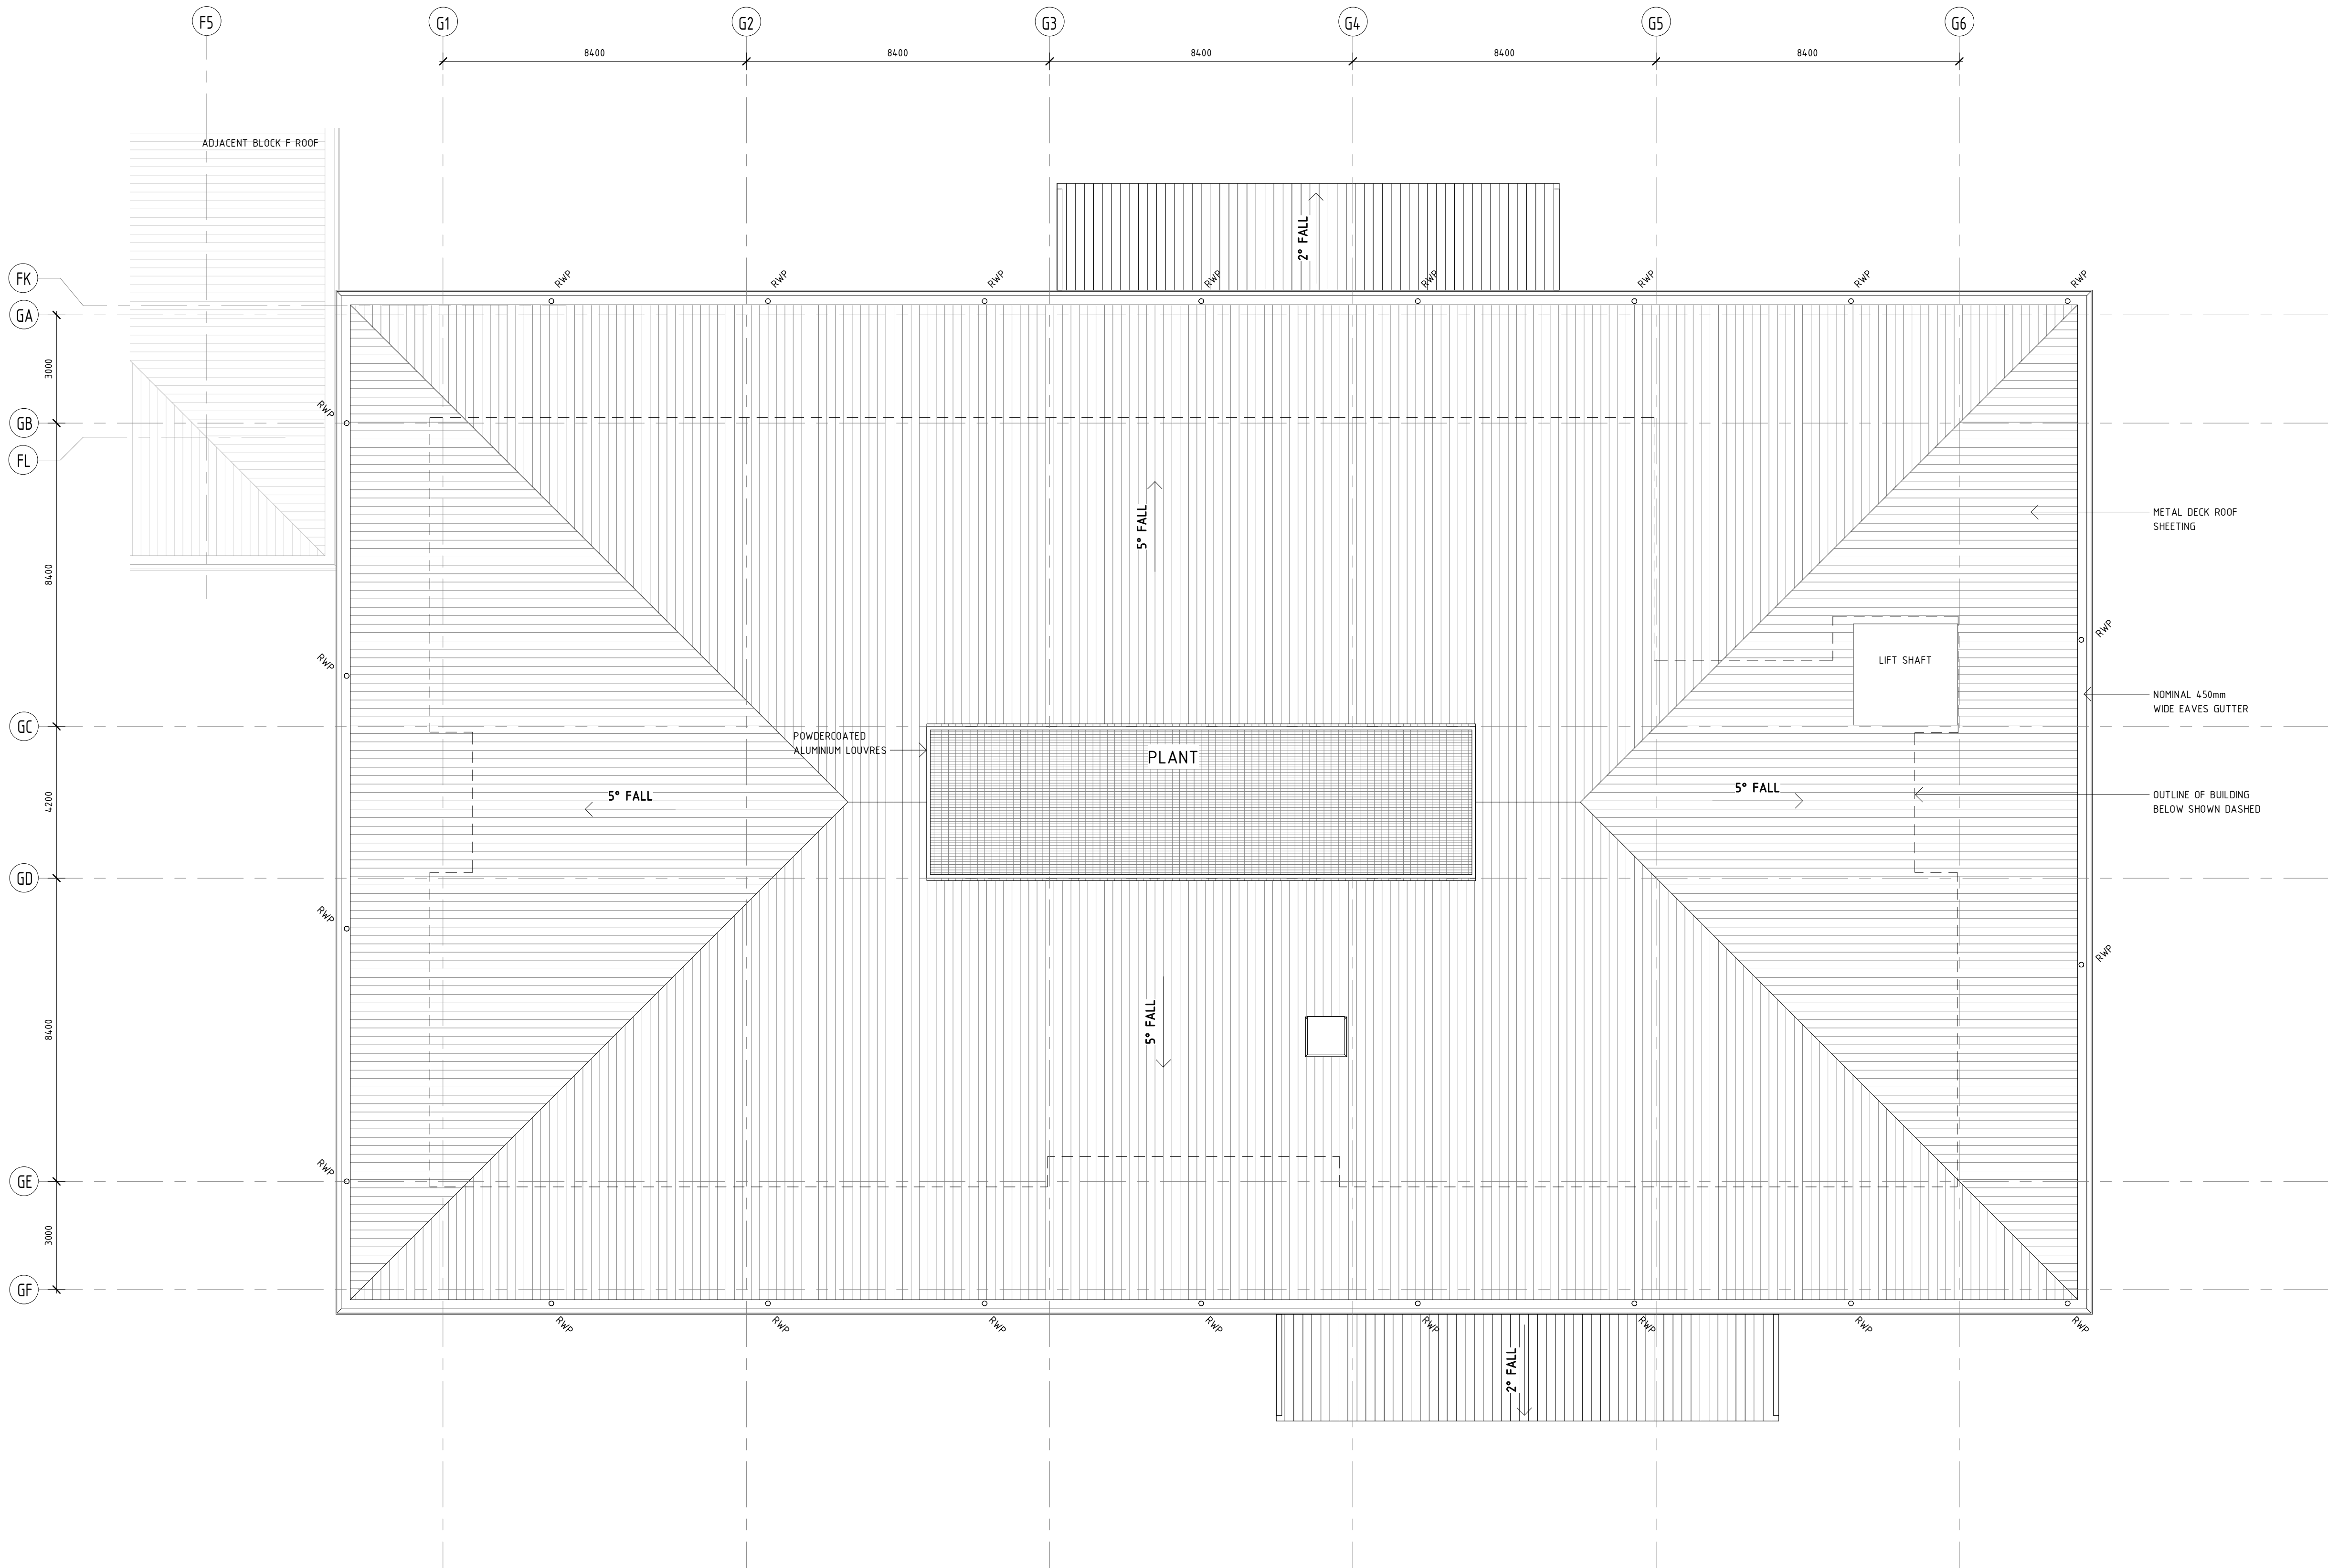 F5
G1
G2
G3
G4
G5
G6
8400
8400
8400
8400
8400
ADJACENT BLOCK F ROOF
2° FALL
FK
RWP
RWP
RWP
RWP
RWP
RWP
RWP
RWP
GA
3000
RWP
GB
FL
5° FALL
METAL DECK ROOF
SHEETING
8400
RWP
RWP
LIFT SHAFT
NOMINAL 450mm
WIDE EAVES GUTTER
GC
POWDERCOATED
ALUMINIUM LOUVRES
PLANT
4200
5° FALL
5° FALL
OUTLINE OF BUILDING
BELOW SHOWN DASHED
GD
RWP
RWP
8400
5° FALL
RWP
GE
3000
GF
RWP
RWP
RWP
RWP
RWP
RWP
RWP
RWP
2° FALL